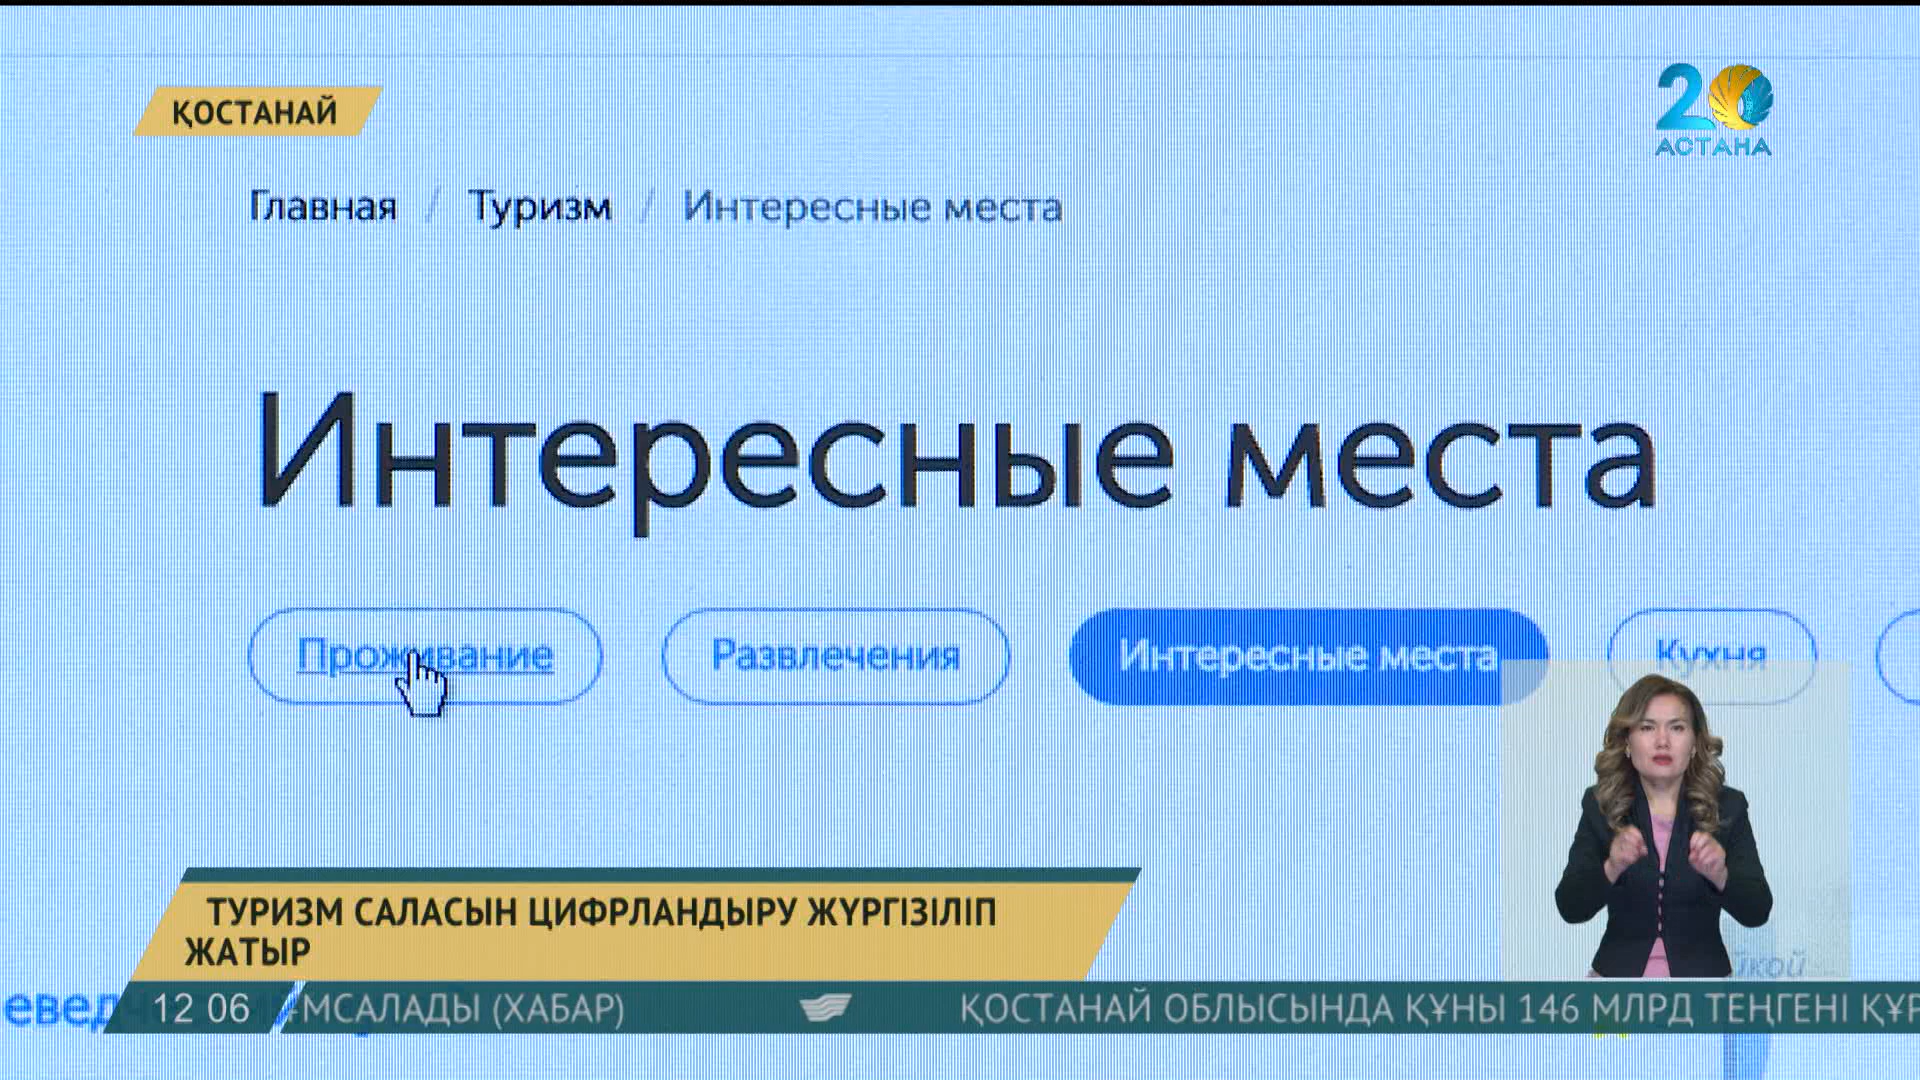 ҚОСТАНАЙ
20
АСТАНА
Главная / Туризм / Интересные места
Интересные места
Проживание
Развлечения
Интересные места
Кухня
ТУРИЗМ САЛАСЫН ЦИФРЛАНДЫРУ ЖҮРГІЗІЛІП
ЖАТЫР
12 06
МСАЛАДЫ (ХАБАР)
ҚОСТАНАЙ ОБЛЫСЫНДА ҚҰНЫ 146 МЛРД ТЕҢГЕНІ ҚҰР